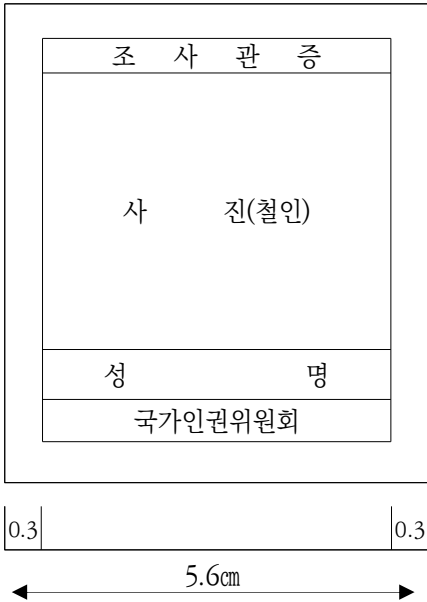 조 사 관 증
사 진(철인)
성 명
국가인권위원회
0.3 0.3
5.6㎝